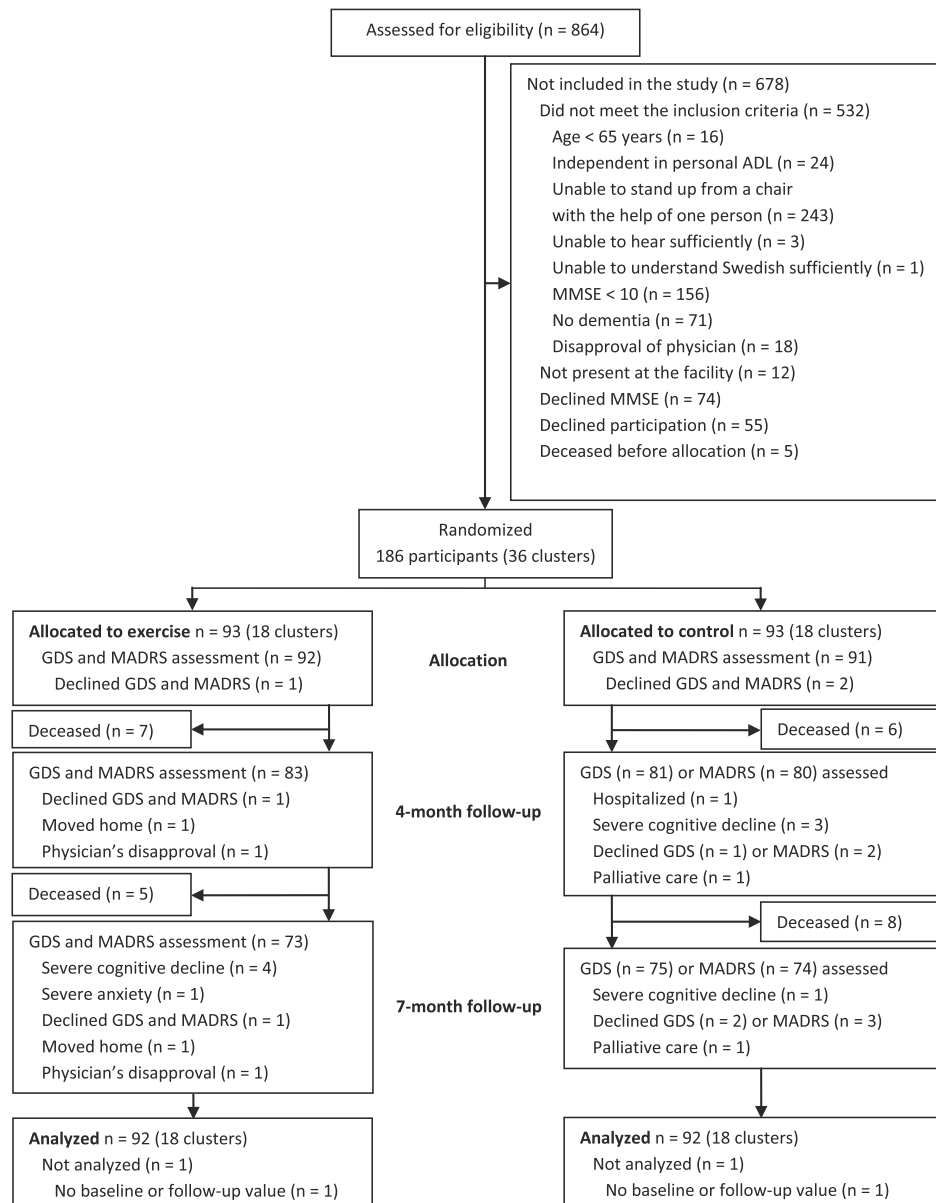 Assessed for eligibility (n = 864)
Not included in the study (n = 678)
Did not meet the inclusion criteria (n = 532)
Age < 65 years (n = 16)
Independent in personal ADL (n = 24)
Unable to stand up from a chair
with the help of one person (n = 243)
Unable to hear sufficiently (n = 3)
Unable to understand Swedish sufficiently (n = 1)
MMSE < 10 (n = 156)
No dementia (n = 71)
Disapproval of physician (n = 18)
Not present at the facility (n = 12)
Declined MMSE (n = 74)
Declined participation (n = 55)
Deceased before allocation (n = 5)
Randomized
186 participants (36 clusters)
Allocated to exercise n = 93 (18 clusters)
GDS and MADRS assessment (n = 92)
Declined GDS and MADRS (n = 1)
Allocation
Allocated to control n = 93 (18 clusters)
GDS and MADRS assessment (n = 91)
Declined GDS and MADRS (n = 2)
Deceased (n = 7)
Deceased (n = 6)
GDS and MADRS assessment (n = 83)
Declined GDS and MADRS (n = 1)
Moved home (n = 1)
Physician’s disapproval (n = 1)
4-month follow-up
GDS (n = 81) or MADRS (n = 80) assessed
Hospitalized (n = 1)
Severe cognitive decline (n = 3)
Declined GDS (n = 1) or MADRS (n = 2)
Palliative care (n = 1)
Deceased (n = 5)
Deceased (n = 8)
GDS and MADRS assessment (n = 73)
Severe cognitive decline (n = 4)
Severe anxiety (n = 1)
Declined GDS and MADRS (n = 1)
Moved home (n = 1)
Physician’s disapproval (n = 1)
7-month follow-up
GDS (n = 75) or MADRS (n = 74) assessed
Severe cognitive decline (n = 1)
Declined GDS (n = 2) or MADRS (n = 3)
Palliative care (n = 1)
Analyzed n = 92 (18 clusters)
Not analyzed (n = 1)
No baseline or follow-up value (n = 1)
Analyzed n = 92 (18 clusters)
Not analyzed (n = 1)
No baseline or follow-up value (n = 1)